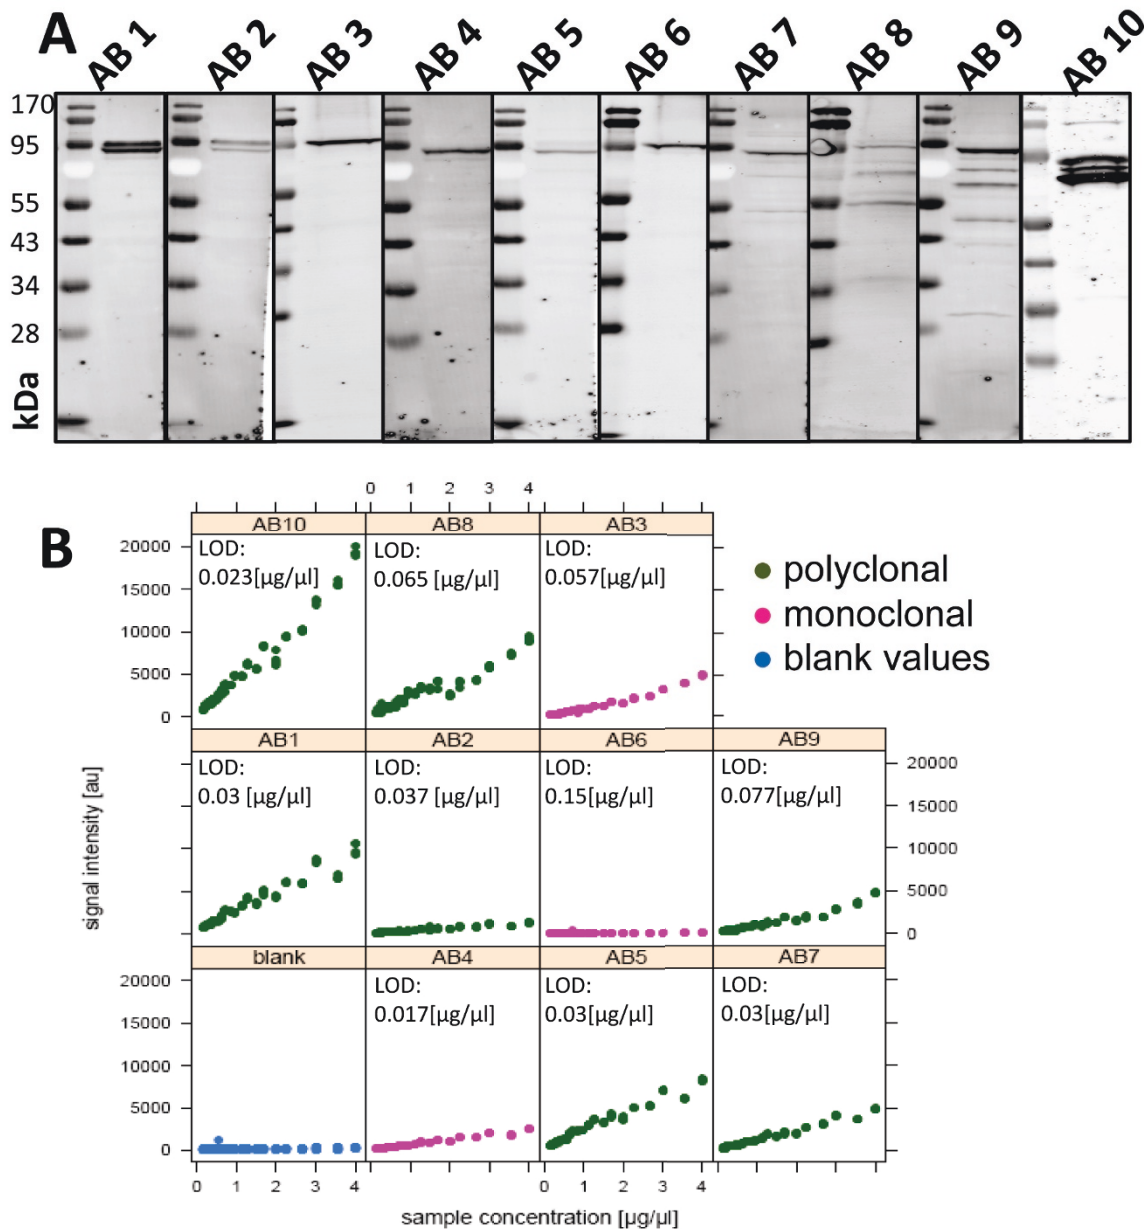 A
AB 1 AB 2 AB 3 AB 4 AB 5 AB 6 AB 7 AB 8 AB 9 AB 10
170
95
55
43
34
28
kDa
B
0 1 2 3 4
AB10 AB8 AB3
LOD: LOD: LOD:
0.023[µg/µl] 0.065 [µg/µl] 0.057[µg/µl]
20000
15000
10000
5000
0
polyclonal
monoclonal
blank values
AB1 AB2 AB6 AB9
LOD: LOD: LOD: LOD:
0.03 [µg/µl] 0.037 [µg/µl] 0.15[µg/µl] 0.077[µg/µl]
20000
15000
10000
5000
0
signal intensity [au]
blank AB4 AB5 AB7
LOD: LOD: LOD:
0.017[µg/µl] 0.03[µg/µl] 0.03[µg/µl]
20000
15000
10000
5000
0
0 1 2 3 4 0 1 2 3 4
sample concentration [µg/µl]